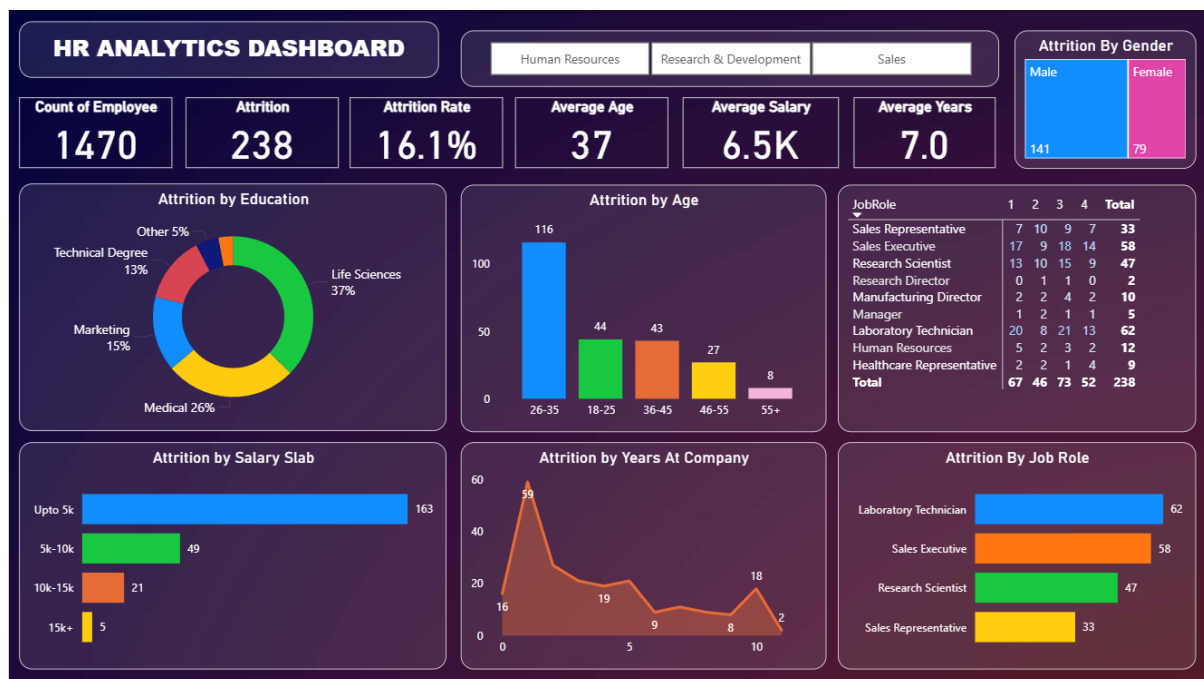 HR ANALYTICS DASHBOARD
Human Resources
Research & Development
Sales
Attrition By Gender
Male
Female
141
79
Count of Employee
1470
Attrition
238
Attrition Rate
16.1%
Average Age
37
Average Salary
6.5K
Average Years
7.0
Attrition by Education
Other 5%
Technical Degree
13%
Life Sciences
37%
Marketing
15%
Medical 26%
Attrition by Age
100
50
0
116
44
43
27
8
26-35
18-25
36-45
46-55
55+
JobRole 1 2 3 4 Total
Sales Representative 7 10 9 7 33
Sales Executive 17 9 18 14 58
Research Scientist 13 10 15 9 47
Research Director 0 1 1 0 2
Manufacturing Director 2 2 4 2 10
Manager 1 2 1 1 5
Laboratory Technician 20 8 21 13 62
Human Resources 5 2 3 2 12
Healthcare Representative 2 2 1 4 9
Total 67 46 73 52 238
Attrition by Salary Slab
Upto 5k 163
5k-10k 49
10k-15k 21
15k+ 5
Attrition by Years At Company
60
40
20
0
16
59
19
9
8
18
2
0
5
10
Attrition By Job Role
Laboratory Technician 62
Sales Executive 58
Research Scientist 47
Sales Representative 33